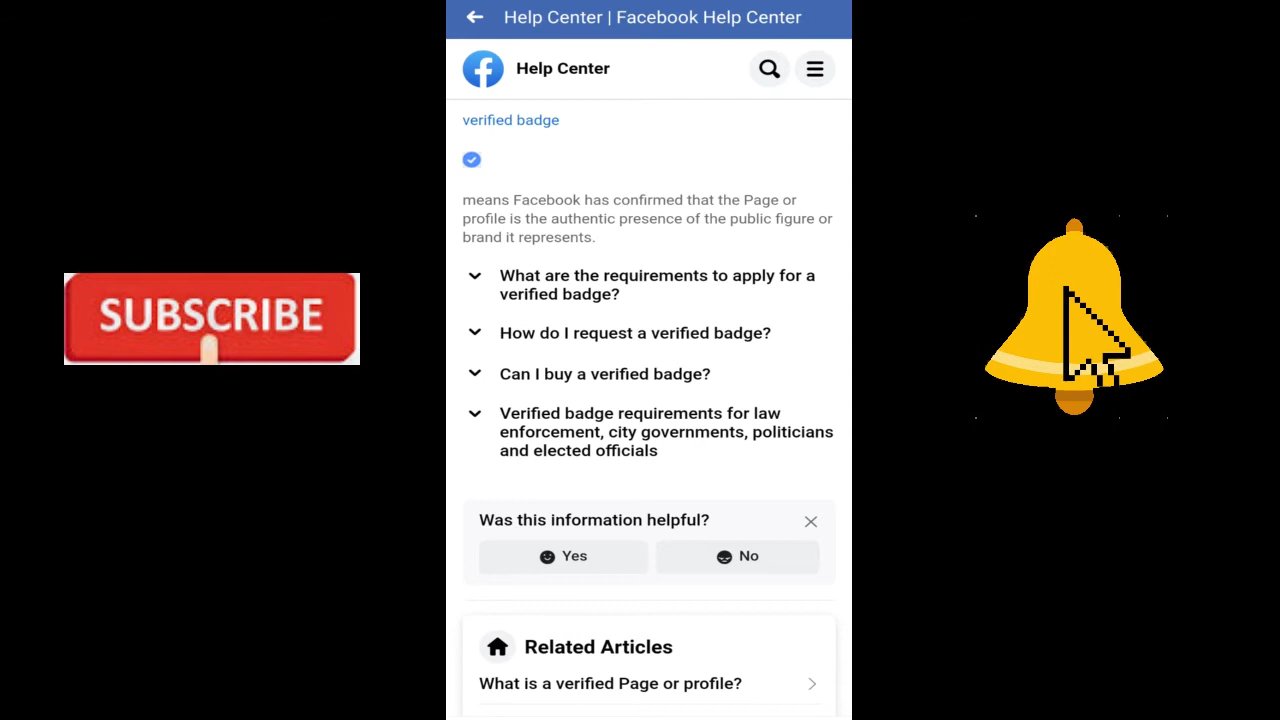 Help Center | Facebook Help Center
Help Center
verified badge
means Facebook has confirmed that the Page or
profile is the authentic presence of the public figure or
brand it represents.
What are the requirements to apply for a
verified badge?
How do I request a verified badge?
Can I buy a verified badge?
Verified badge requirements for law
enforcement, city governments, politicians
and elected officials
Was this information helpful?
Yes
No
Related Articles
What is a verified Page or profile?
SUBSCRIBE